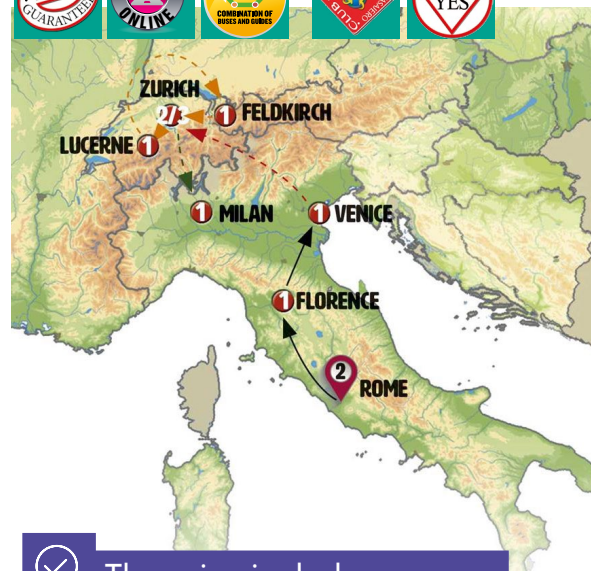 GUARANTEE
ONLINE
COMBINATION OF
BUSES AND GUIDES
CLUB
YES
ZURICH
2/3
1 FELDKIRCH
LUCERNE 1
1 MILAN
1 VENICE
1 FLORENCE
2
ROME